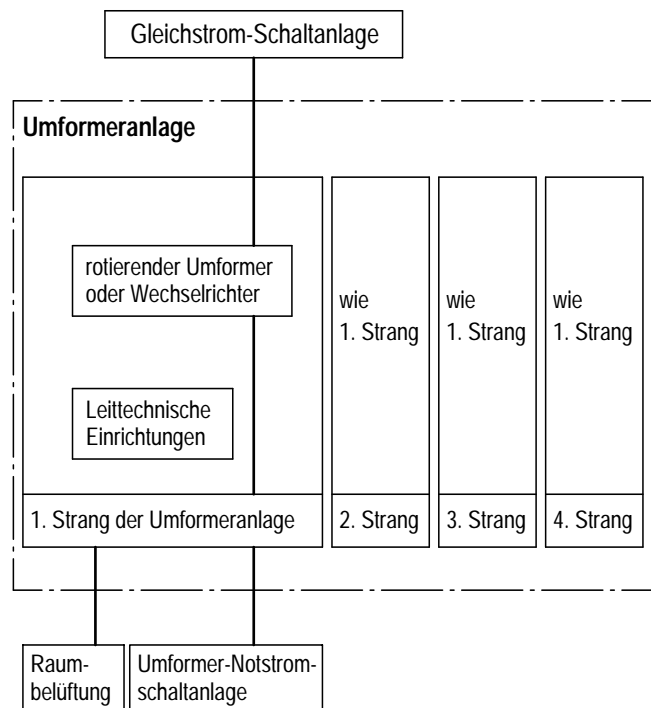 Gleichstrom-Schaltanlage
Umformeranlage
rotierender Umformer
oder Wechselrichter
Leittechnische
Einrichtungen
1. Strang der Umformeranlage
wie
1. Strang
2. Strang
wie
1. Strang
3. Strang
wie
1. Strang
4. Strang
Raum-
belüftung
Umformer-Notstrom-
schaltanlage